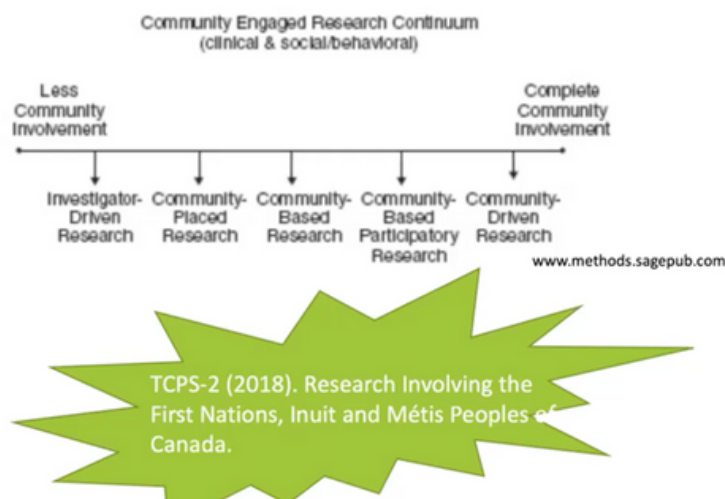 Community Engaged Research Continuum
(clinical & social/behavioral)
Less
Community
Involvement
Complete
Community
Involvement
Investigator-
Driven
Research
Community-
Placed
Research
Community-
Based
Research
Community-
Based
Participatory
Research
Community-
Driven
Research
www.methods.sagepub.com
TCPS-2 (2018). Research Involving the
First Nations, Inuit and Métis Peoples of
Canada.